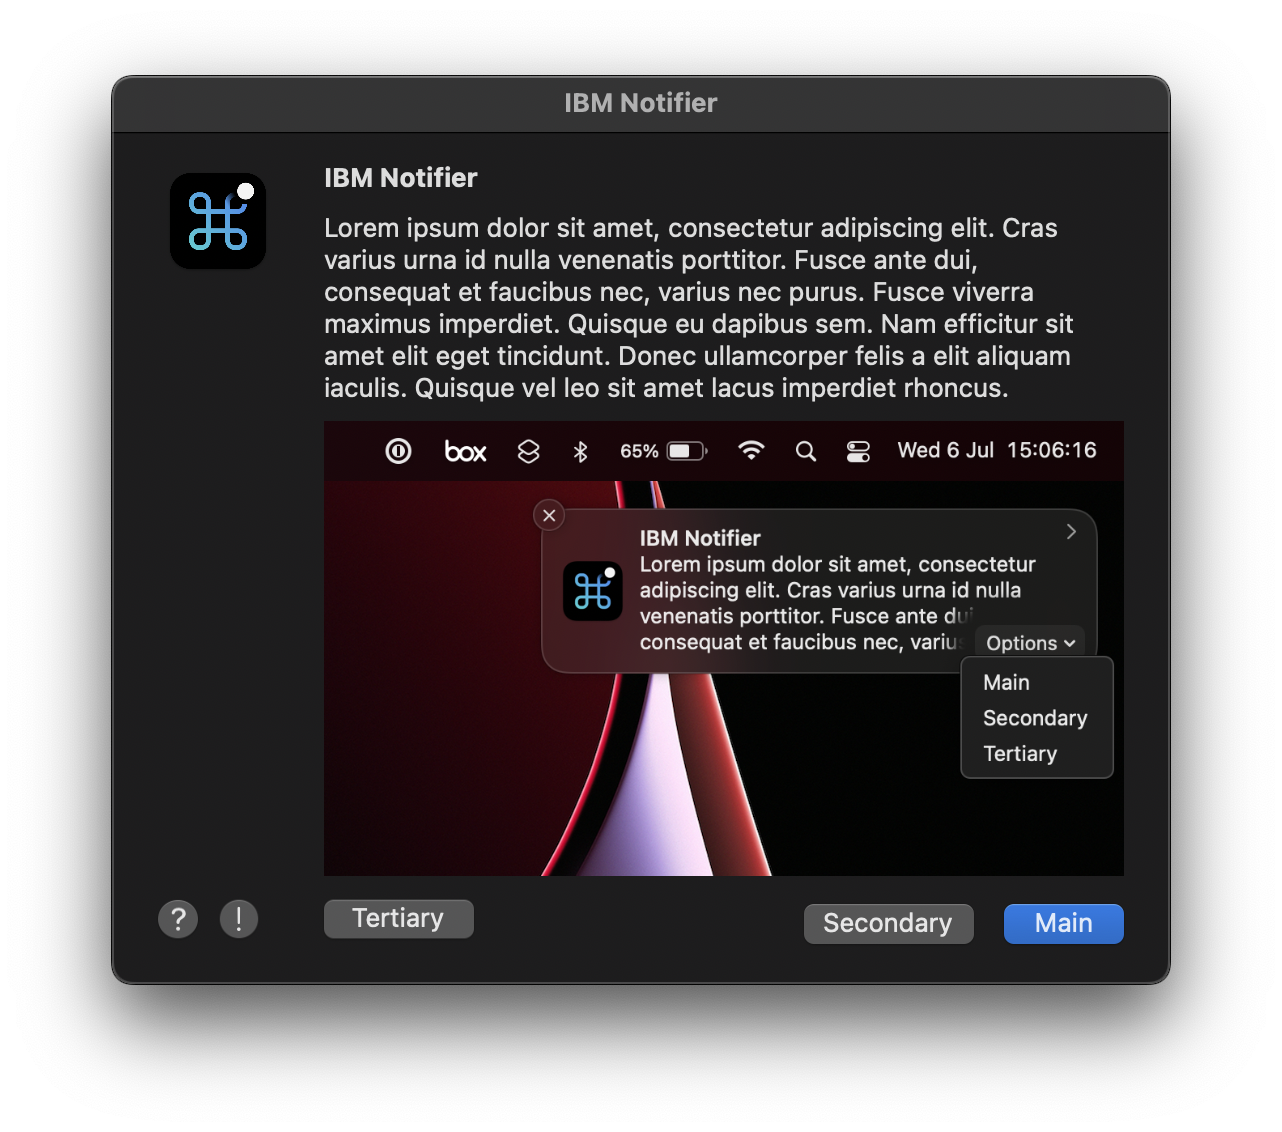 IBM Notifier
IBM Notifier
Lorem ipsum dolor sit amet, consectetur adipiscing elit. Cras
varius urna id nulla venenatis porttitor. Fusce ante dui,
consequat et faucibus nec, varius nec purus. Fusce viverra
maximus imperdiet. Quisque eu dapibus sem. Nam efficitur sit
amet elit eget tincidunt. Donec ullamcorper felis a elit aliquam
iaculis. Quisque vel leo sit amet lacus imperdiet rhoncus.
box 65% Wed 6 Jul 15:06:16
IBM Notifier
Lorem ipsum dolor sit amet, consectetur
adipiscing elit. Cras varius urna id nulla
venenatis porttitor. Fusce ante dui
consequat et faucibus nec, varius
Options
Main
Secondary
Tertiary
? ! Tertiary Secondary Main